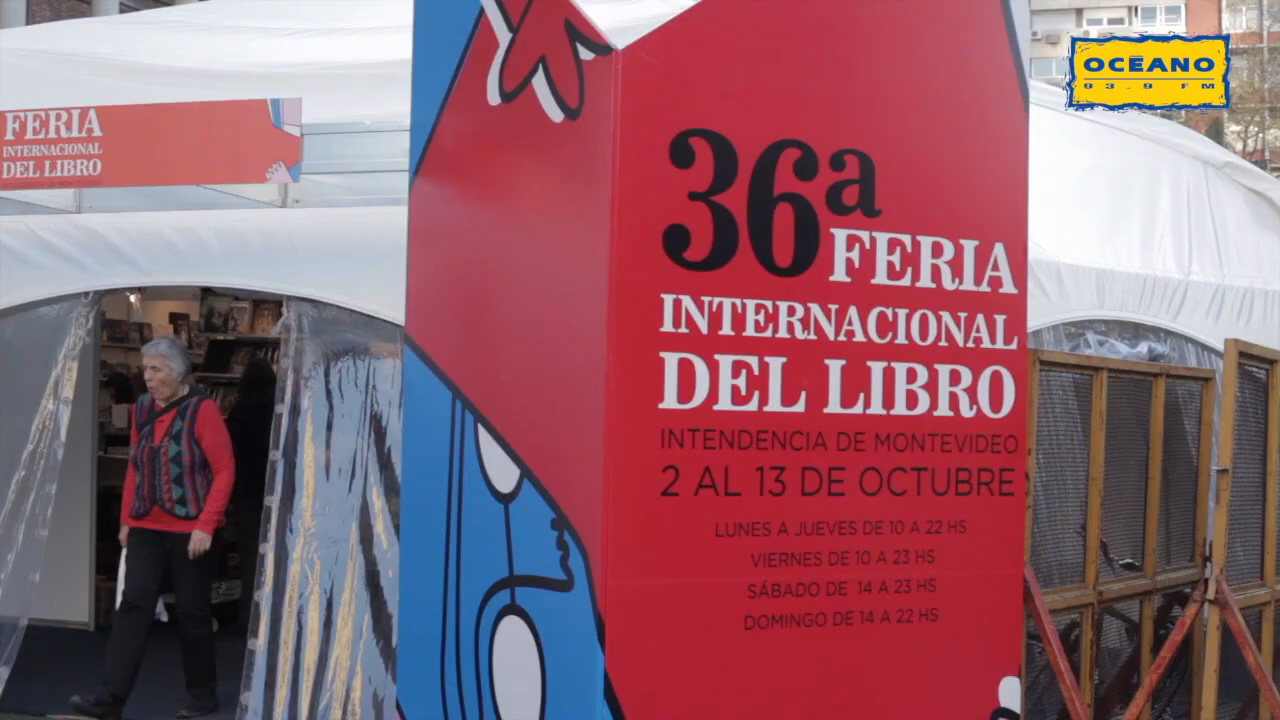 OCEANO
93.9 FM
FERIA
INTERNACIONAL
DEL LIBRO
36a
FERIA
INTERNACIONAL
DEL LIBRO
INTENDENCIA DE MONTEVIDEO
2 AL 13 DE OCTUBRE
LUNES A JUEVES DE 10 A 22 HS
VIERNES DE 10 A 23 HS
SÁBADO DE 14 A 23 HS
DOMINGO DE 14 A 22 HS